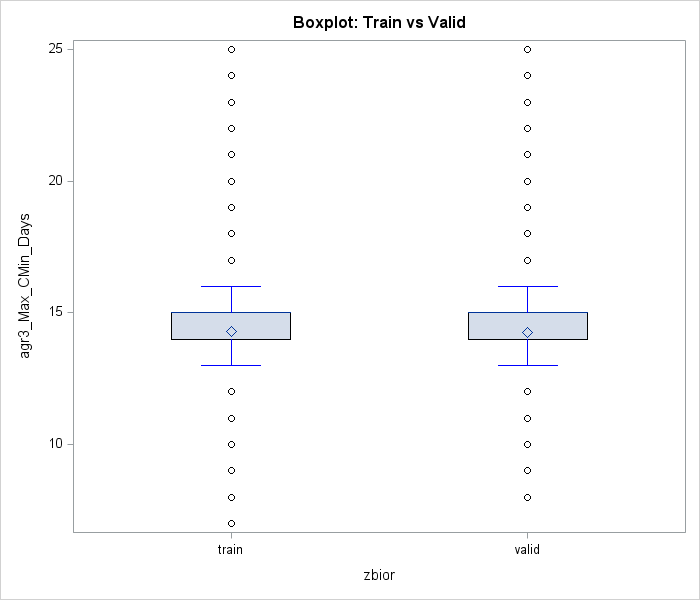 Boxplot: Train vs Valid
25
20
15
10
agr3_Max_CMin_Days
train
valid
zbior